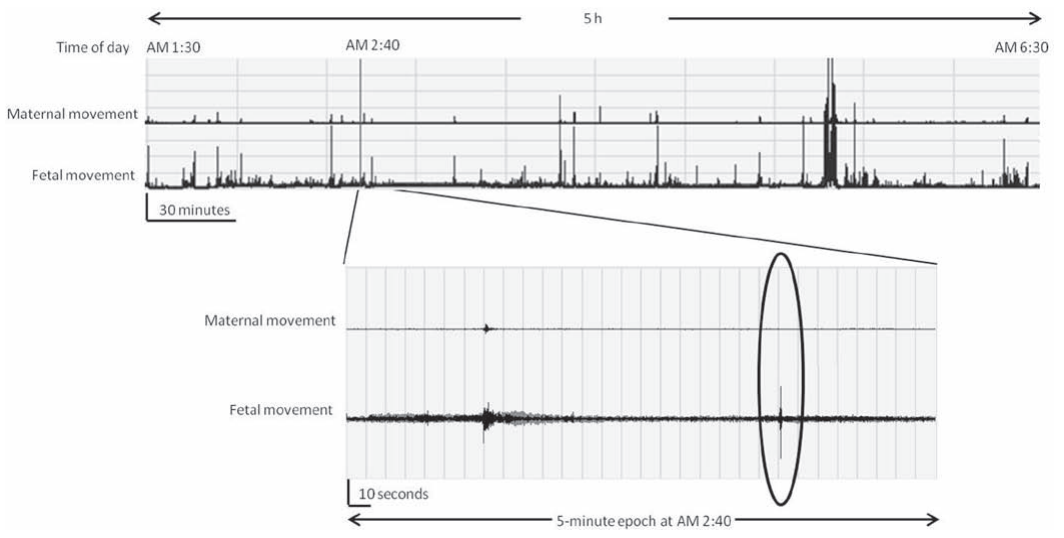 5 h
Time of day AM 1:30 AM 2:40 AM 6:30
Maternal movement
Fetal movement
30 minutes
Maternal movement
Fetal movement
10 seconds
5-minute epoch at AM 2:40